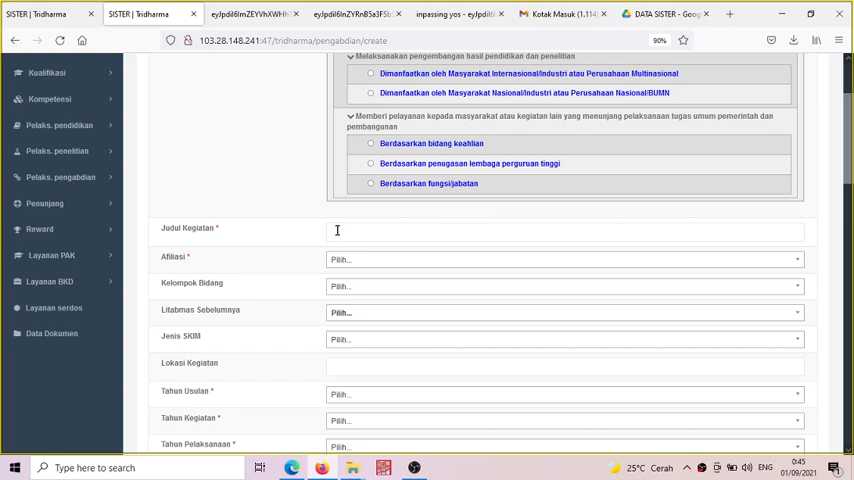 SISTER | Tridharma
SISTER | Tridharma
inpassing yos - eyJpdil6l
Kotak Masuk (1.114)
DATA SISTER - Goog
103.28.148.241:47/tridharma/pengabdian/create
90%
Kualifikasi
Kompetensi
Pelaks. pendidikan
Pelaks. penelitian
Pelaks. pengabdian
Penunjang
Reward
Layanan PAK
Layanan BKD
Layanan serdos
Data Dokumen
Melaksanakan pengembangan hasil pendidikan dan penelitian
Dimanfaatkan oleh Masyarakat Internasional/Industri atau Perusahaan Multinasional
Dimanfaatkan oleh Masyarakat Nasional/Industri atau Perusahaan Nasional/BUMN
Memberi pelayanan kepada masyarakat atau kegiatan lain yang menunjang pelaksanaan tugas umum pemerintah dan
pembangunan
Berdasarkan bidang keahlian
Berdasarkan penugasan lembaga perguruan tinggi
Berdasarkan fungsi/jabatan
Judul Kegiatan *
Afiliasi *
Pilih...
Kelompok Bidang
Pilih...
Litabmas Sebelumnya
Pilih...
Jenis SKIM
Pilih...
Lokasi Kegiatan
Tahun Usulan *
Pilih...
Tahun Kegiatan *
Pilih...
Tahun Pelaksanaan *
Pilih...
Type here to search
25°C Cerah
ENG
0:45
01/09/2021